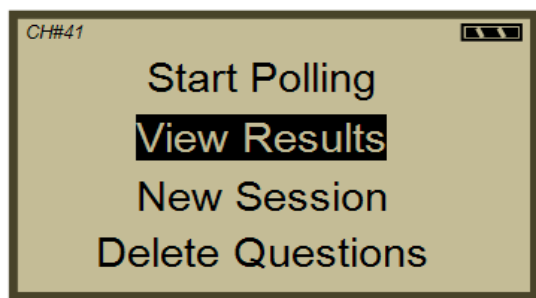 CH#41
Start Polling
View Results
New Session
Delete Questions